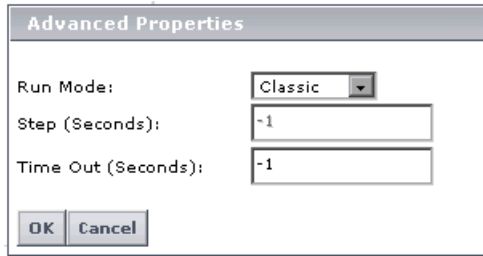 Advanced Properties
Run Mode: Classic
Step (Seconds): -1
Time Out (Seconds): -1
OK Cancel